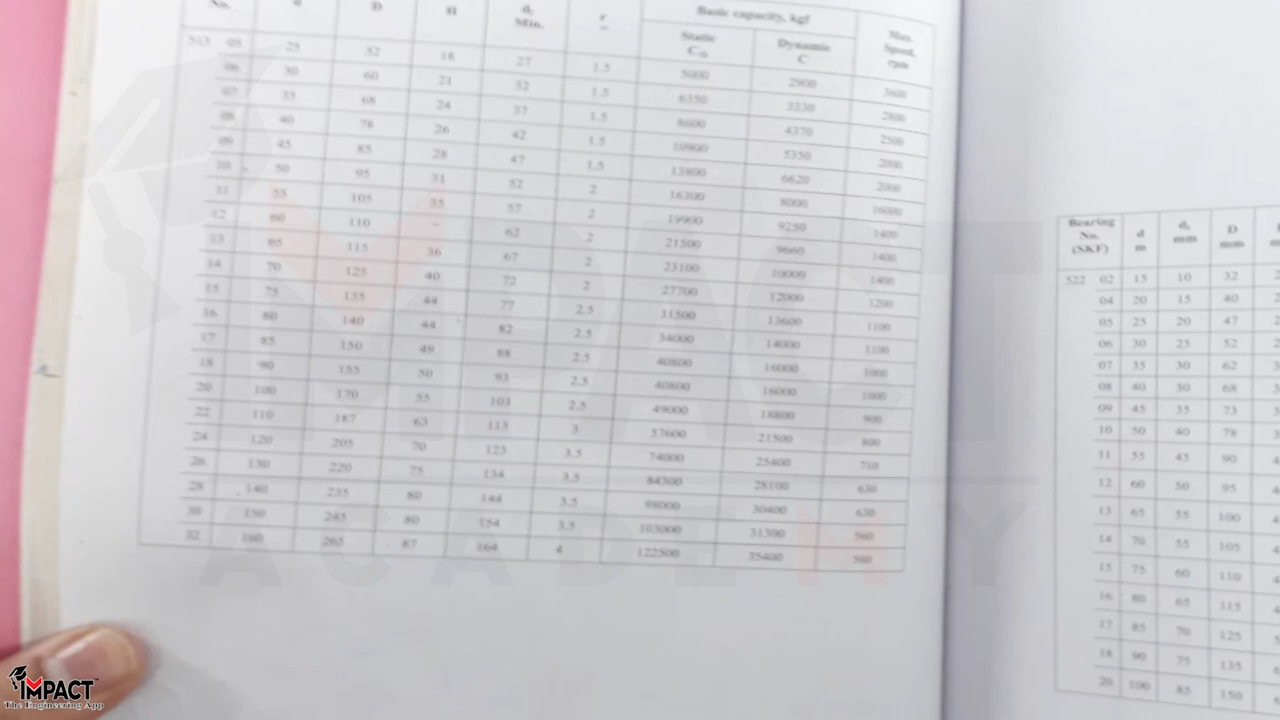 No. d D H d, Min. r Basic capacity, kgf Max. Speed, rpm
Static Dynamic C
513 05 25 52 18 27 1.5 5000 2900 3600
06 30 60 21 32 1.5 6350 3330 2800
07 35 68 24 37 1.5 8600 4370 2500
08 40 78 26 42 1.5 10900 5350 2000
09 45 85 28 47 1.5 13800 6620 2000
10 50 95 31 52 2 16300 8000 16000
11 55 105 35 57 2 19900 9250 1400
12 60 110 62 2 21500 9660 1400
13 65 115 36 67 2 23100 10000 1400
14 70 125 40 72 2 27700 12000 1200
15 75 135 44 77 2.5 31500 13600 1100
16 80 140 44 82 2.5 34000 14000 1100
17 85 150 49 88 2.5 40800 16000 1000
18 90 155 50 93 2.5 40800 16000 1000
20 100 170 55 103 2.5 49000 18800 900
22 110 187 63 113 3 57600 21500 800
24 120 205 70 123 3.5 74000 25400 710
26 130 220 75 134 3.5 84300 28100 630
28 140 235 80 144 3.5 98000 30400 630
30 150 245 80 154 3.5 103000 31300 560
32 160 265 87 164 4 122500 35400 560
Bearing No. (SKF) d m d, mm D mm
522 02 15 10 32
04 20 15 40
05 25 20 47
06 30 25 52
07 35 30 62
08 40 30 68
09 45 35 73
10 50 40 78
11 55 45 90
12 60 50 95
13 65 55 100
14 70 55 105
15 75 60 110
16 80 65 115
17 85 70 125
18 90 75 135
20 100 85 150
IMPACT
ACADEMY
IMPACT
The Engineering App